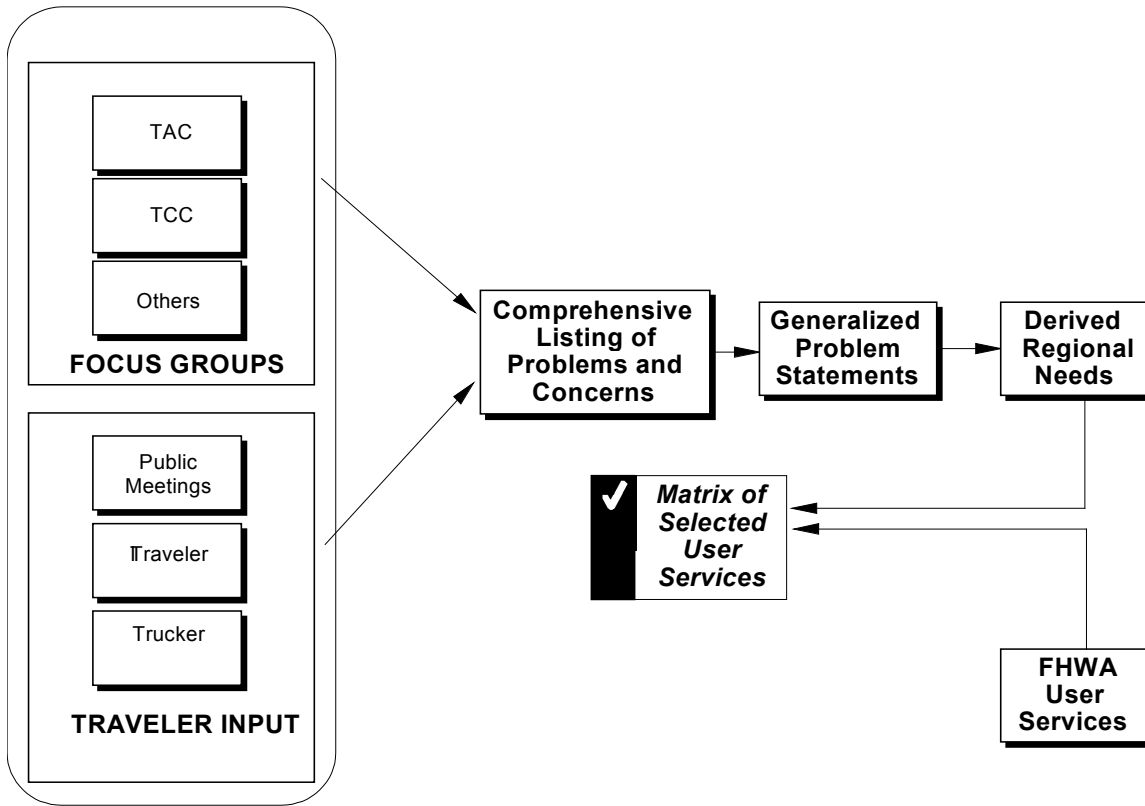 TAC
TCC
Others
FOCUS GROUPS
Public
Meetings
Traveler
Trucker
TRAVELER INPUT
Comprehensive
Listing of
Problems and
Concerns
Generalized
Problem
Statements
Derived
Regional
Needs
Matrix of
Selected
User
Services
FHWA
User
Services